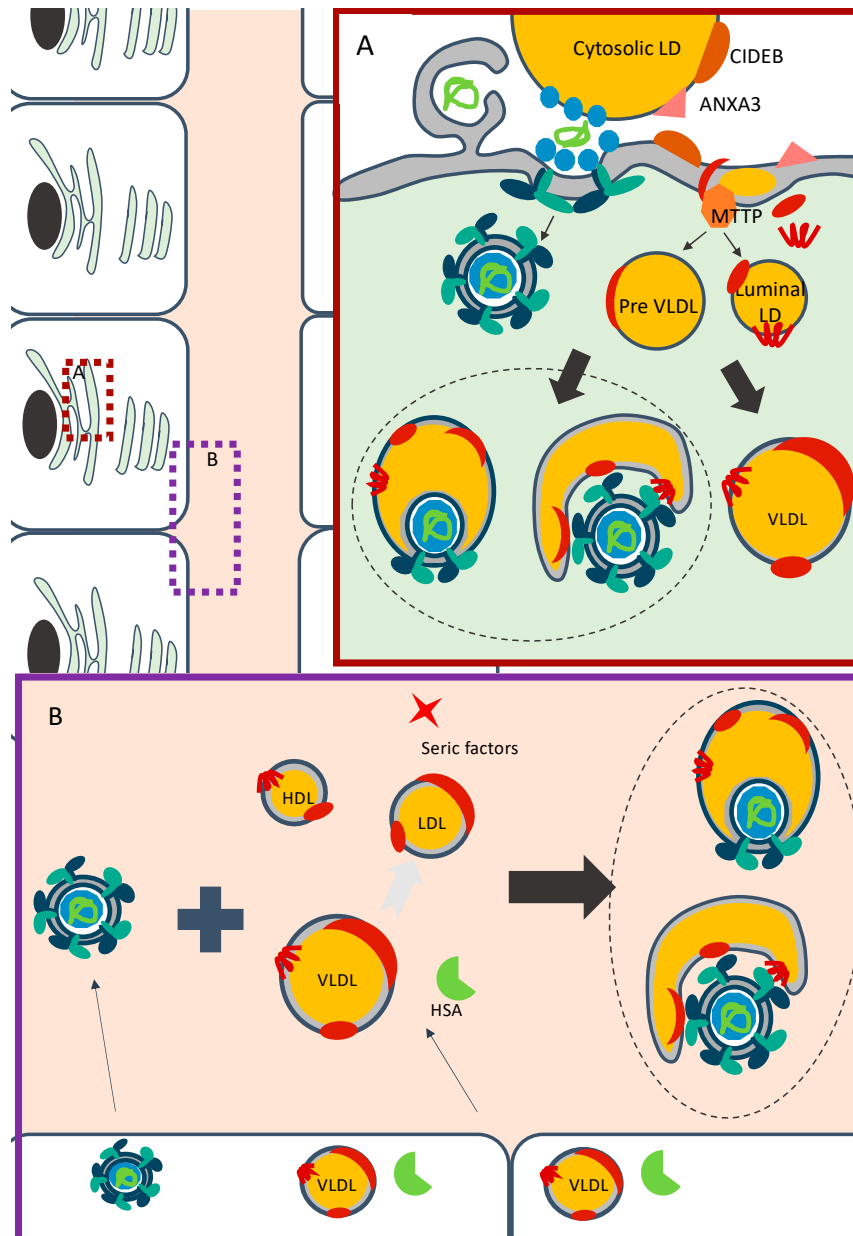 A
B
A
Cytosolic LD
CIDEB
ANXA3
MTTP
Pre VLDL
Luminal
LD
VLDL
B
Seric factors
HDL
LDL
VLDL
HSA
VLDL
VLDL